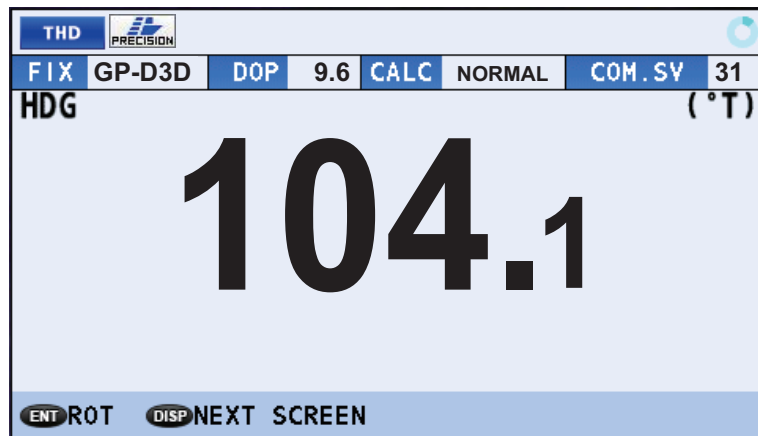 THD PRECISION
FIX GP-D3D DOP 9.6 CALC NORMAL COM.SV 31
HDG (°T)
104.1
ENT ROT DISP NEXT SCREEN